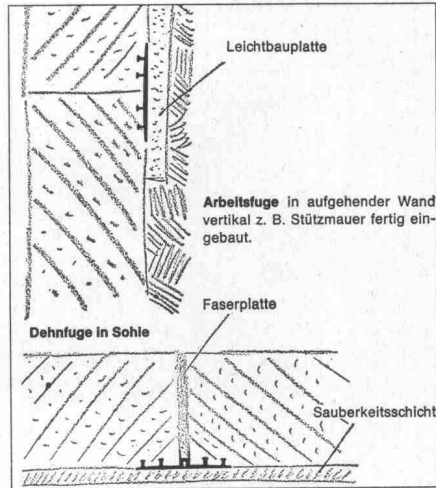 Leichtbauplatte
Arbeitsfuge in aufgehender Wand
vertikal z. B. Stützmauer fertig ein-
gebaut.
Faserplatte
Dehnfuge in Sohle
Sauberkeitsschicht